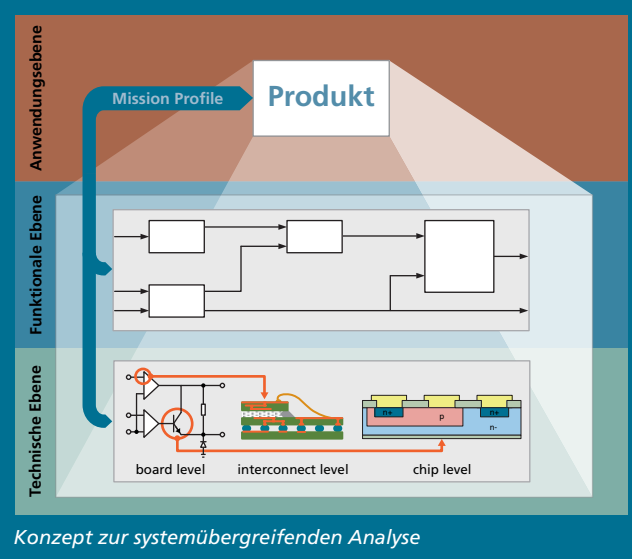 Anwendungsebene
Mission Profile
Produkt
Funktionale Ebene
Technische Ebene
n+
p
n+
n-
board level
interconnect level
chip level
Konzept zur systemübergreifenden Analyse